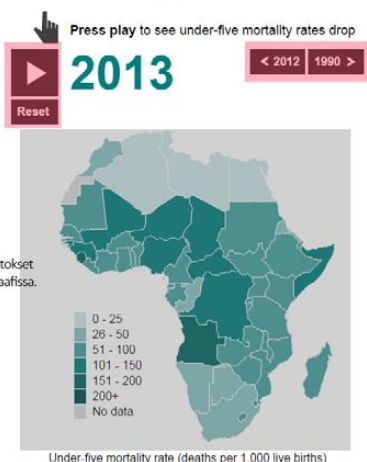 Press play to see under-five mortality rates drop
2013
< 2012
1990 >
Reset
tokset
aafissa.
0 - 25
26 - 50
51 - 100
101 - 150
151 - 200
200+
No data
Under-five mortality rate (deaths per 1,000 live births)